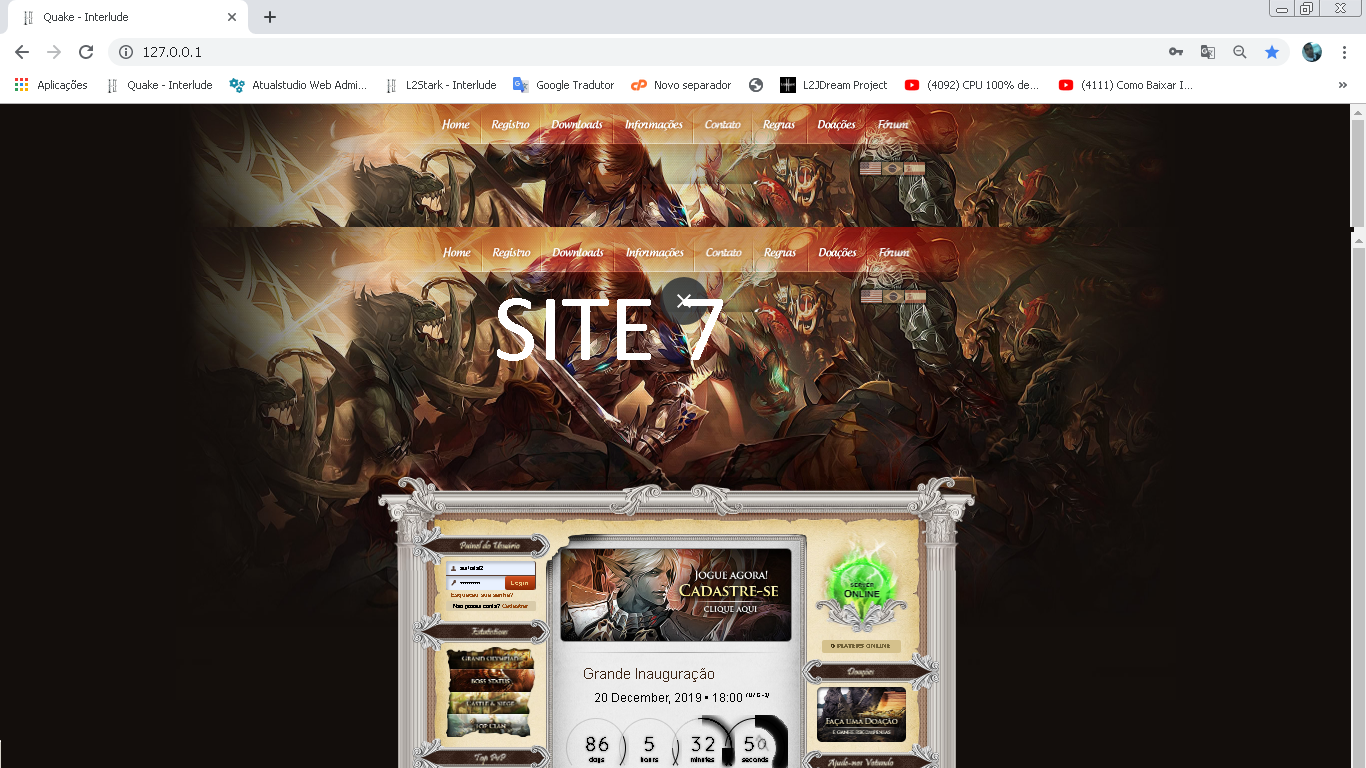 Quake - Interlude
127.0.0.1
Aplicações Quake - Interlude Atualstudio Web Admi... L2Stark - Interlude Google Tradutor Novo separador L2JDream Project (4092) CPU 100% de... (4111) Como Baixar I...
Home Registro Downloads Informações Contato Regras Doações Fórum
Home Registro Downloads Informações Contato Regras Doações Fórum
SITE 7
Painel do Usuário
Login
Esqueceu sua senha?
Não possui conta? Cadastrar
Estatísticas
GRAND OLYMPIAD
BOSS STATUS
CASTLE & SIEGE
TOP CLAN
Top PvP
JOGUE AGORA!
CADASTRE-SE
CLIQUE AQUI
Grande Inauguração
20 December, 2019 • 18:00
86 5 32
days hours minutes seconds
SERVER
ONLINE
0 PLAYERS ONLINE
Doações
FAÇA UMA DOAÇÃO
E GANHE RECOMPENSAS
Ajude-nos Votando